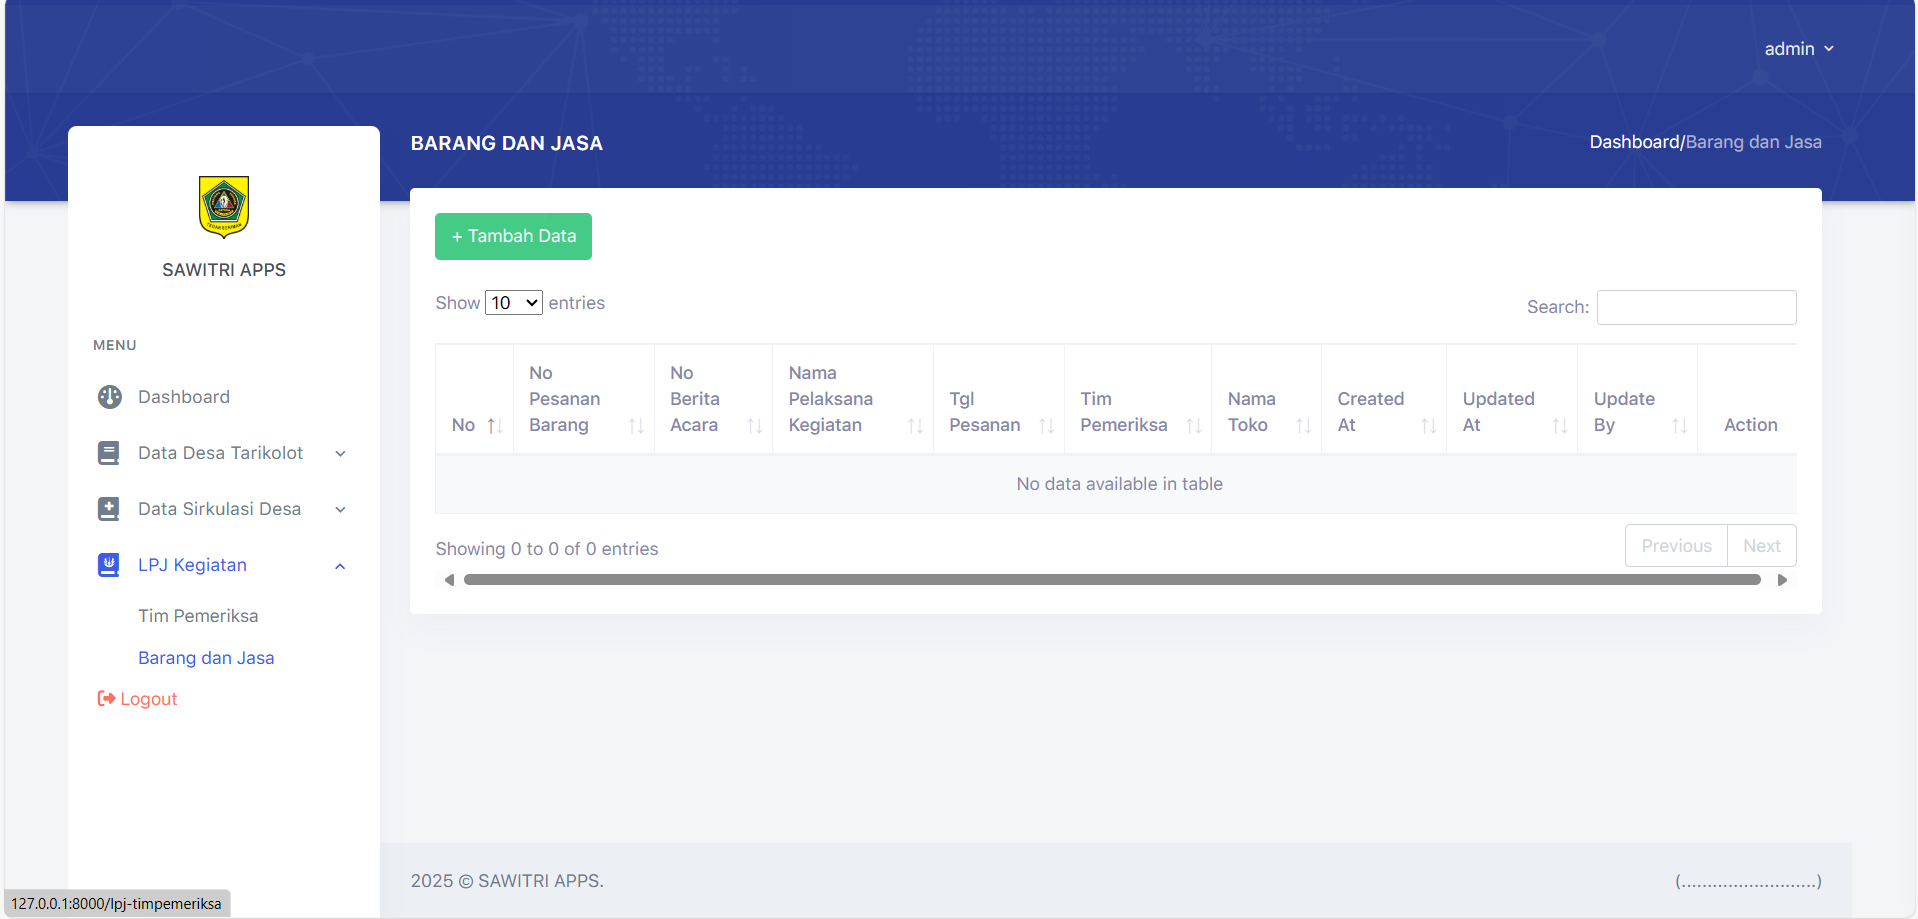 admin
BARANG DAN JASA
Dashboard/Barang dan Jasa
SAWITRI APPS
MENU
Dashboard
Data Desa Tarikolot
Data Sirkulasi Desa
LPJ Kegiatan
Tim Pemeriksa
Barang dan Jasa
Logout
+ Tambah Data
Show 10 entries
Search:
No
No Pesanan Barang
No Berita Acara
Nama Pelaksana Kegiatan
Tgl Pesanan
Tim Pemeriksa
Nama Toko
Created At
Updated At
Update By
Action
No data available in table
Showing 0 to 0 of 0 entries
Previous
Next
2025 © SAWITRI APPS.
(..........................)
127.0.0.1:8000/lpj-timpemeriksa